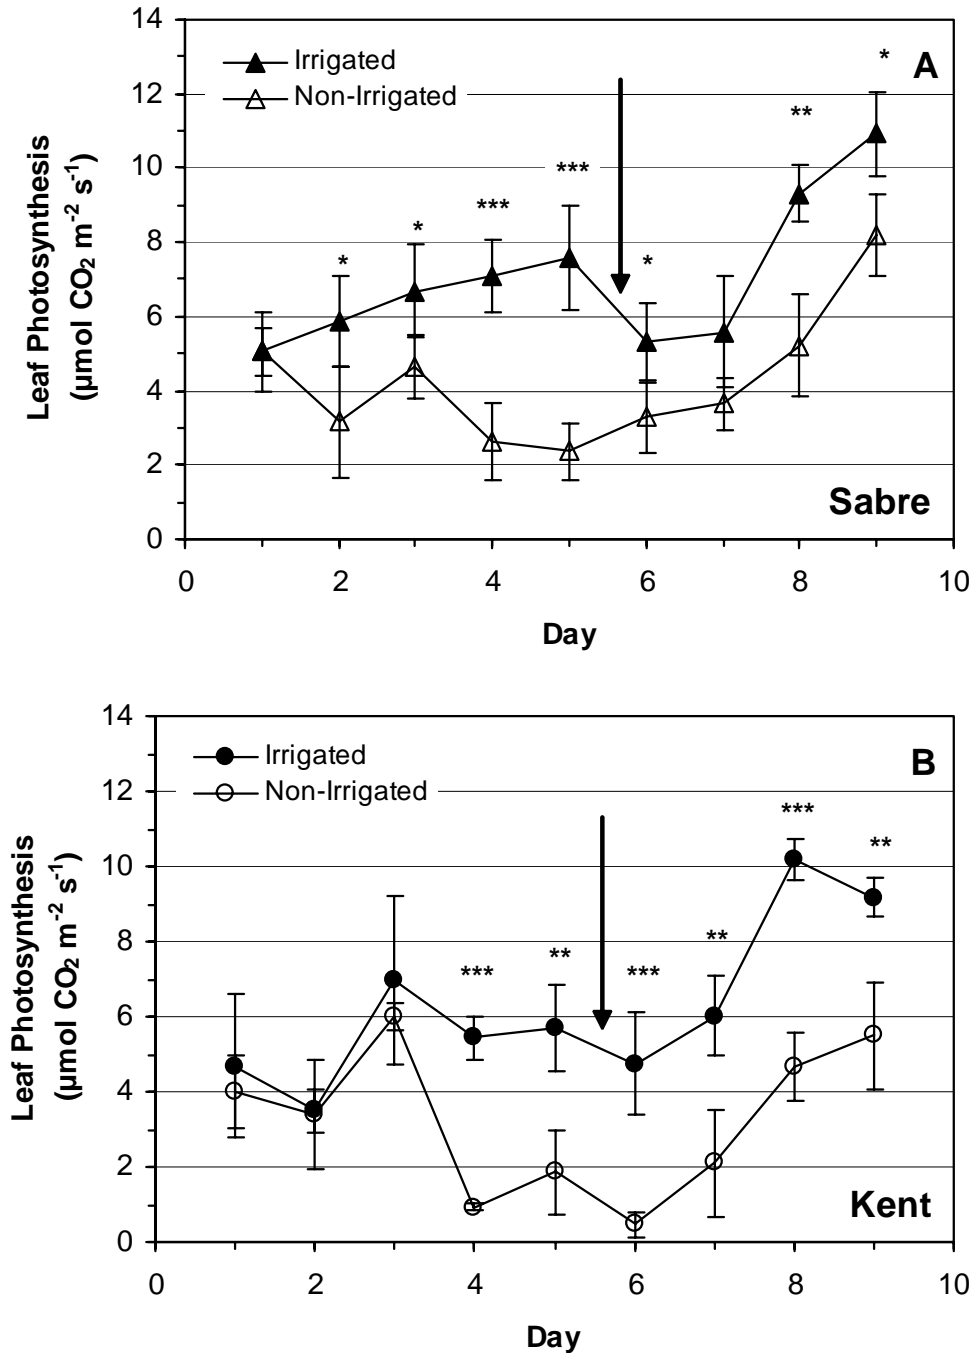 14
12
10
8
6
4
2
0
Leaf Photosynthesis
(µmol CO₂ m⁻² s⁻¹)
Irrigated
Non-Irrigated
A
*
*
***
***
*
**
*
Sabre
0
2
4
6
8
10
Day
14
12
10
8
6
4
2
0
Leaf Photosynthesis
(µmol CO₂ m⁻² s⁻¹)
Irrigated
Non-Irrigated
B
***
**
***
**
***
**
Kent
0
2
4
6
8
10
Day